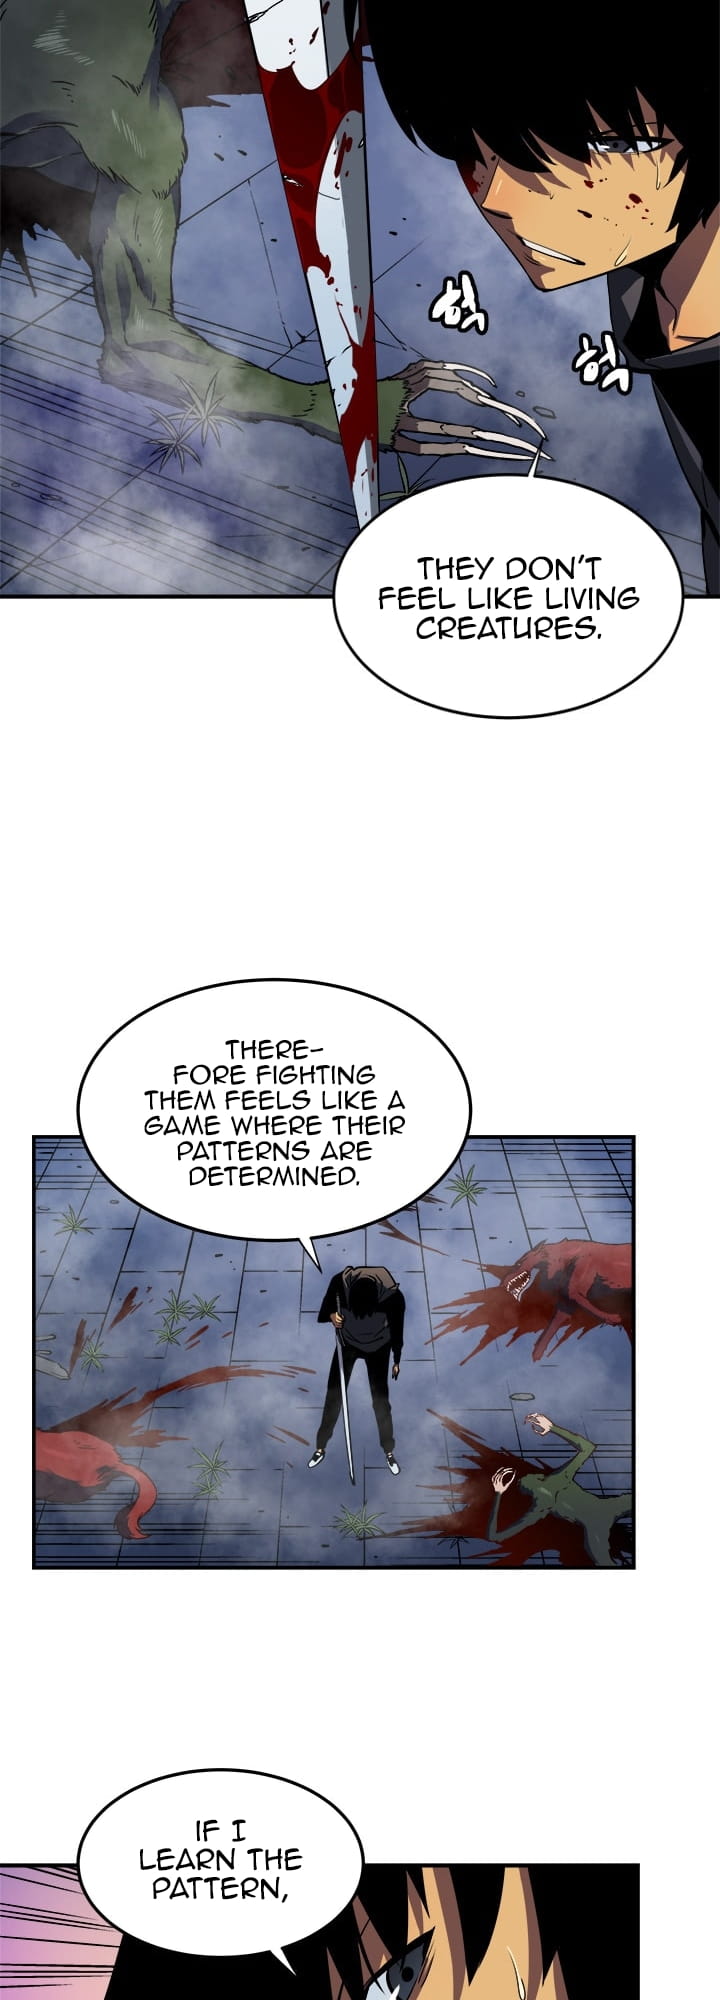 헉
헉
THEY DON'T
FEEL LIKE LIVING
CREATURES.
THERE-
FORE FIGHTING
THEM FEELS LIKE A
GAME WHERE THEIR
PATTERNS ARE
DETERMINED.
IF I
LEARN THE
PATTERN,